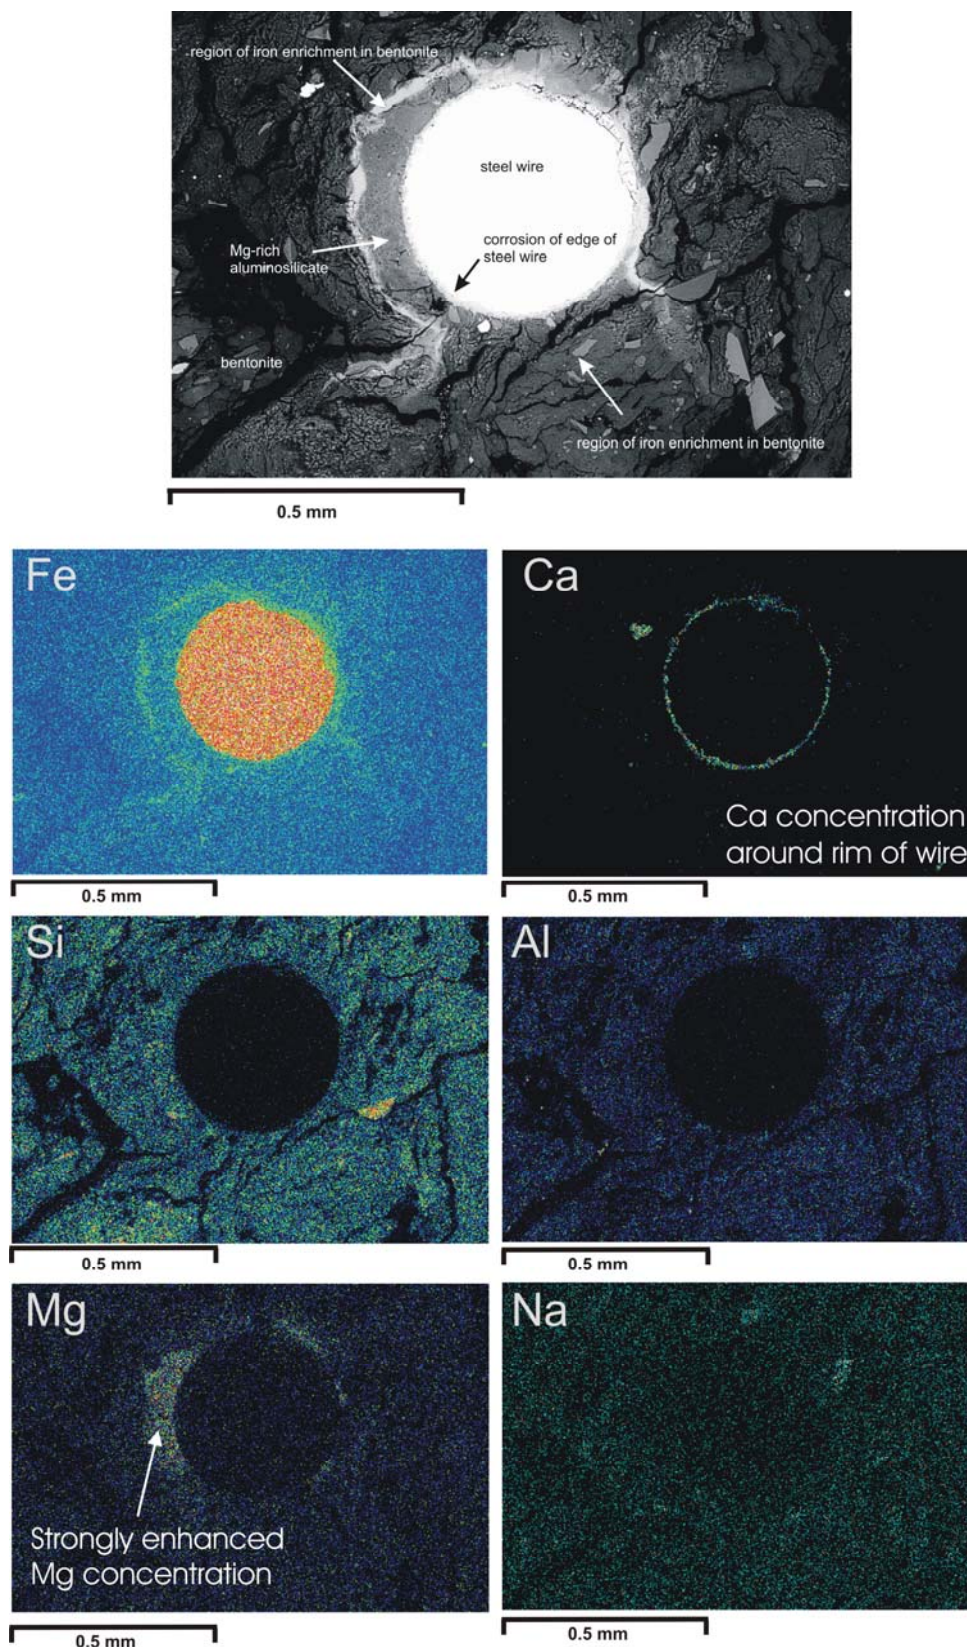 region of iron enrichment in bentonite
steel wire
Mg-rich
aluminosilicate
corrosion of edge of
steel wire
bentonite
region of iron enrichment in bentonite
0.5 mm
Fe
Ca
Ca concentration
around rim of wire
0.5 mm
0.5 mm
Si
Al
0.5 mm
0.5 mm
Mg
Na
Strongly enhanced
Mg concentration
0.5 mm
0.5 mm